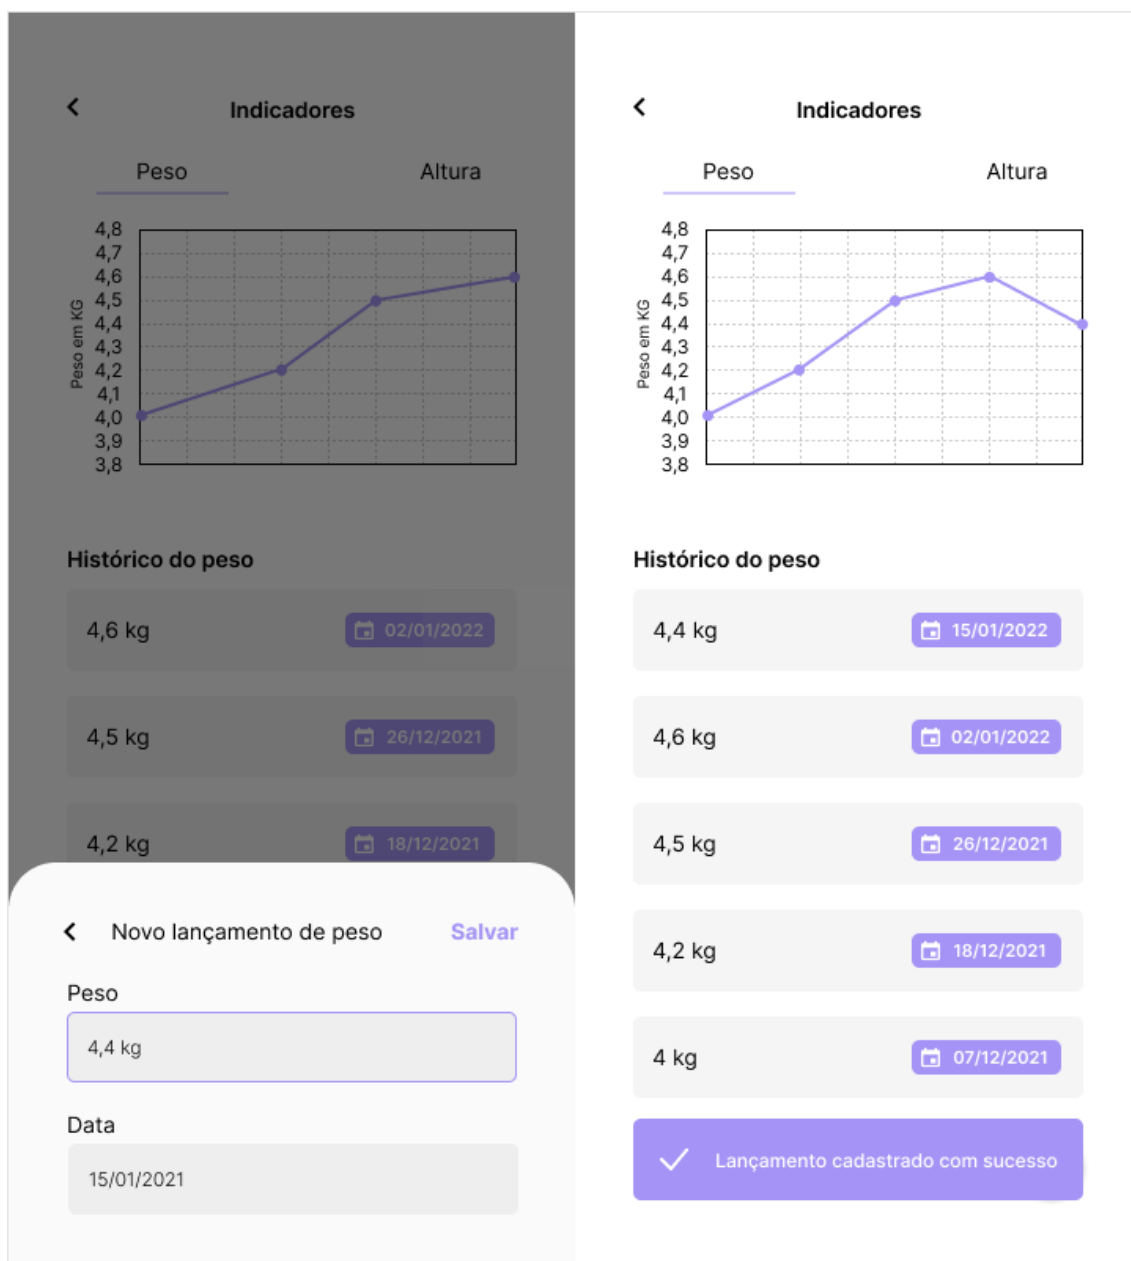 Indicadores
Peso
Altura
4,8
4,7
4,6
4,5
4,4
4,3
4,2
4,1
4,0
3,9
3,8
Peso em KG
Histórico do peso
4,6 kg 02/01/2022
4,5 kg 26/12/2021
4,2 kg 18/12/2021
Novo lançamento de peso Salvar
Peso
4,4 kg
Data
15/01/2021
Indicadores
Peso
Altura
4,8
4,7
4,6
4,5
4,4
4,3
4,2
4,1
4,0
3,9
3,8
Peso em KG
Histórico do peso
4,4 kg 15/01/2022
4,6 kg 02/01/2022
4,5 kg 26/12/2021
4,2 kg 18/12/2021
4 kg 07/12/2021
Lançamento cadastrado com sucesso